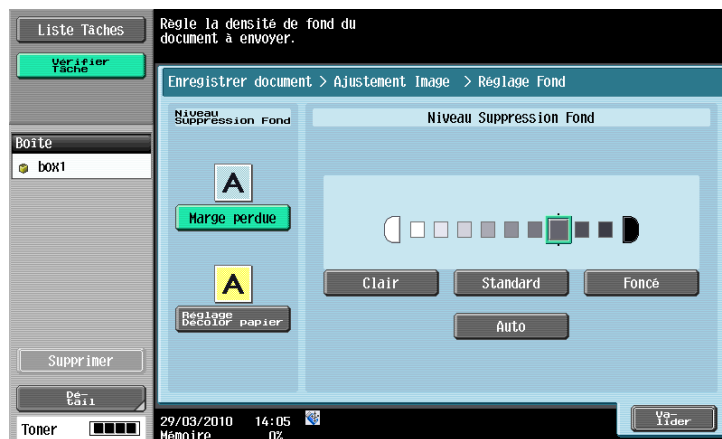 Liste Tâches
Règle la densité de fond du
document à envoyer.
Vérifier
Tâche
Enregistrer document > Ajustement Image > Réglage Fond
Niveau
Suppression Fond
Niveau Suppression Fond
Boîte
box1
A
Marge perdue
A
Réglage
Décolor papier
Clair
Standard
Foncé
Auto
Supprimer
Dé-
tail
Toner
29/03/2010 14:05
Mémoire 0%
Va-
lider